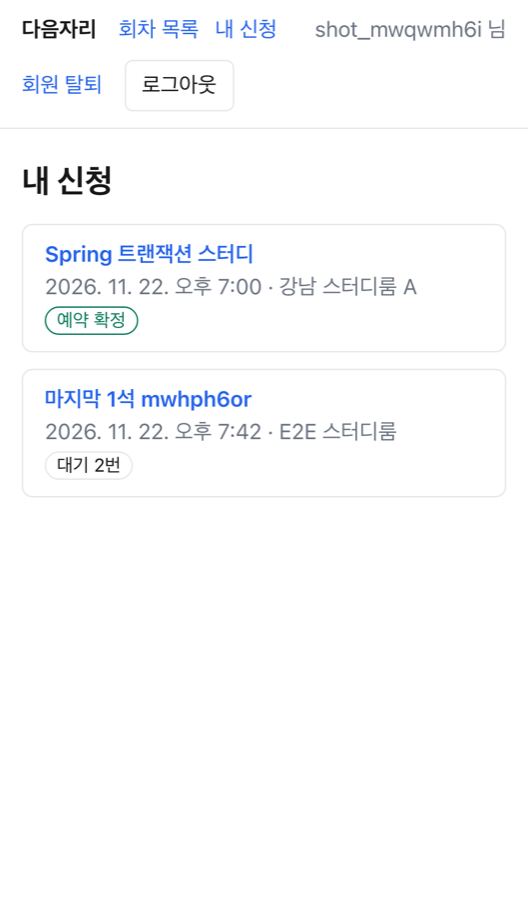 다음자리 회차 목록 내 신청 shot_mwqwmh6i 님
회원 탈퇴 로그아웃
내 신청
Spring 트랜잭션 스터디
2026. 11. 22. 오후 7:00 · 강남 스터디룸 A
예약 확정
마지막 1석 mwhph6or
2026. 11. 22. 오후 7:42 · E2E 스터디룸
대기 2번